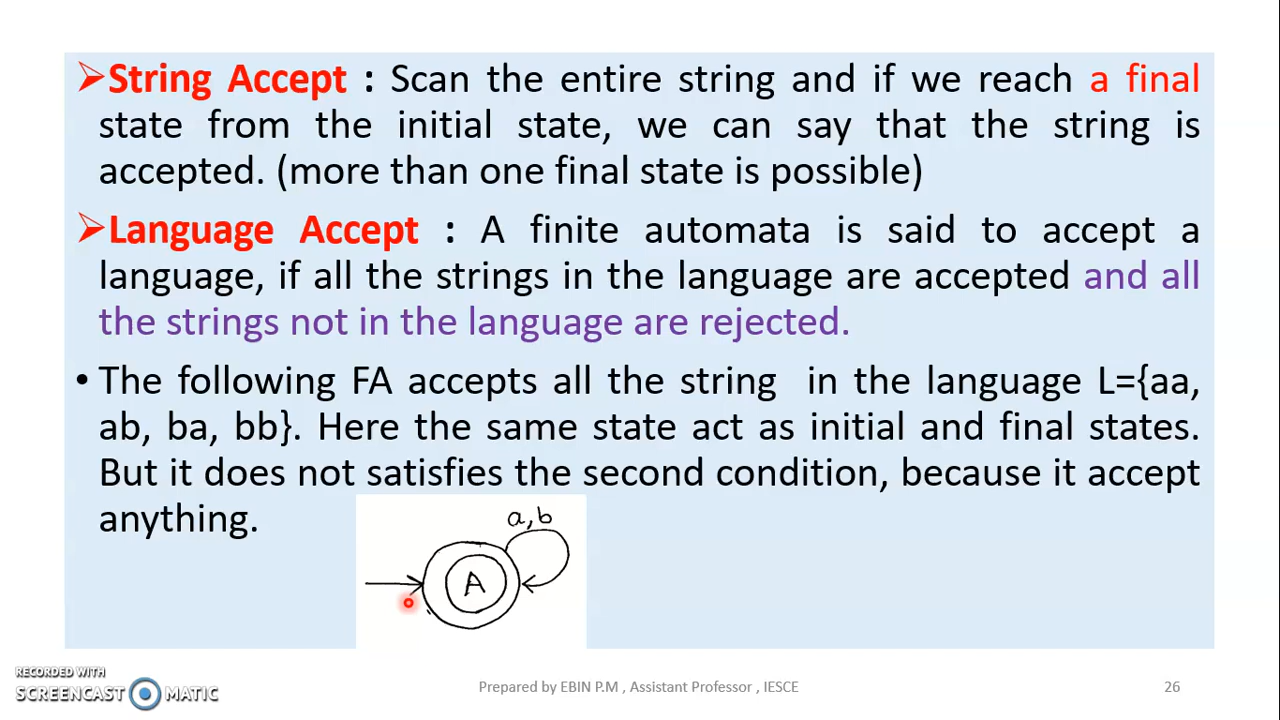 ➢String Accept : Scan the entire string and if we reach a final
state from the initial state, we can say that the string is
accepted. (more than one final state is possible)
➢Language Accept : A finite automata is said to accept a
language, if all the strings in the language are accepted and all
the strings not in the language are rejected.
• The following FA accepts all the string in the language L={aa,
ab, ba, bb}. Here the same state act as initial and final states.
But it does not satisfies the second condition, because it accept
anything.
a, b
A
RECORDED WITH
SCREENCAST MATIC
Prepared by EBIN P.M , Assistant Professor , IESCE
26